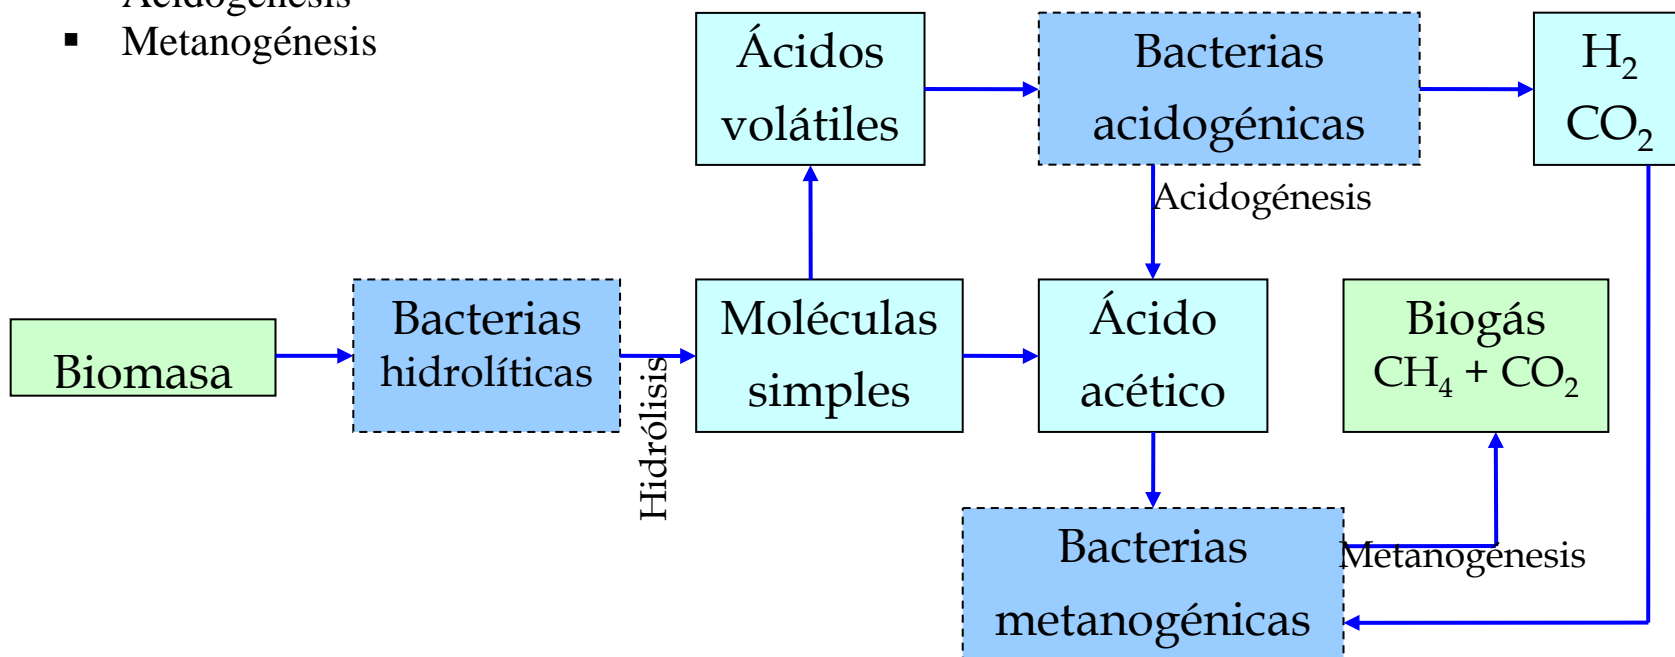 Acidogénesis
▪ Metanogénesis
Ácidos
volátiles
Bacterias
acidogénicas
H₂
CO₂
Acidogénesis
Biomasa
Bacterias
hidrolíticas
Hidrólisis
Moléculas
simples
Ácido
acético
Biogás
CH₄ + CO₂
Bacterias
metanogénicas
Metanogénesis